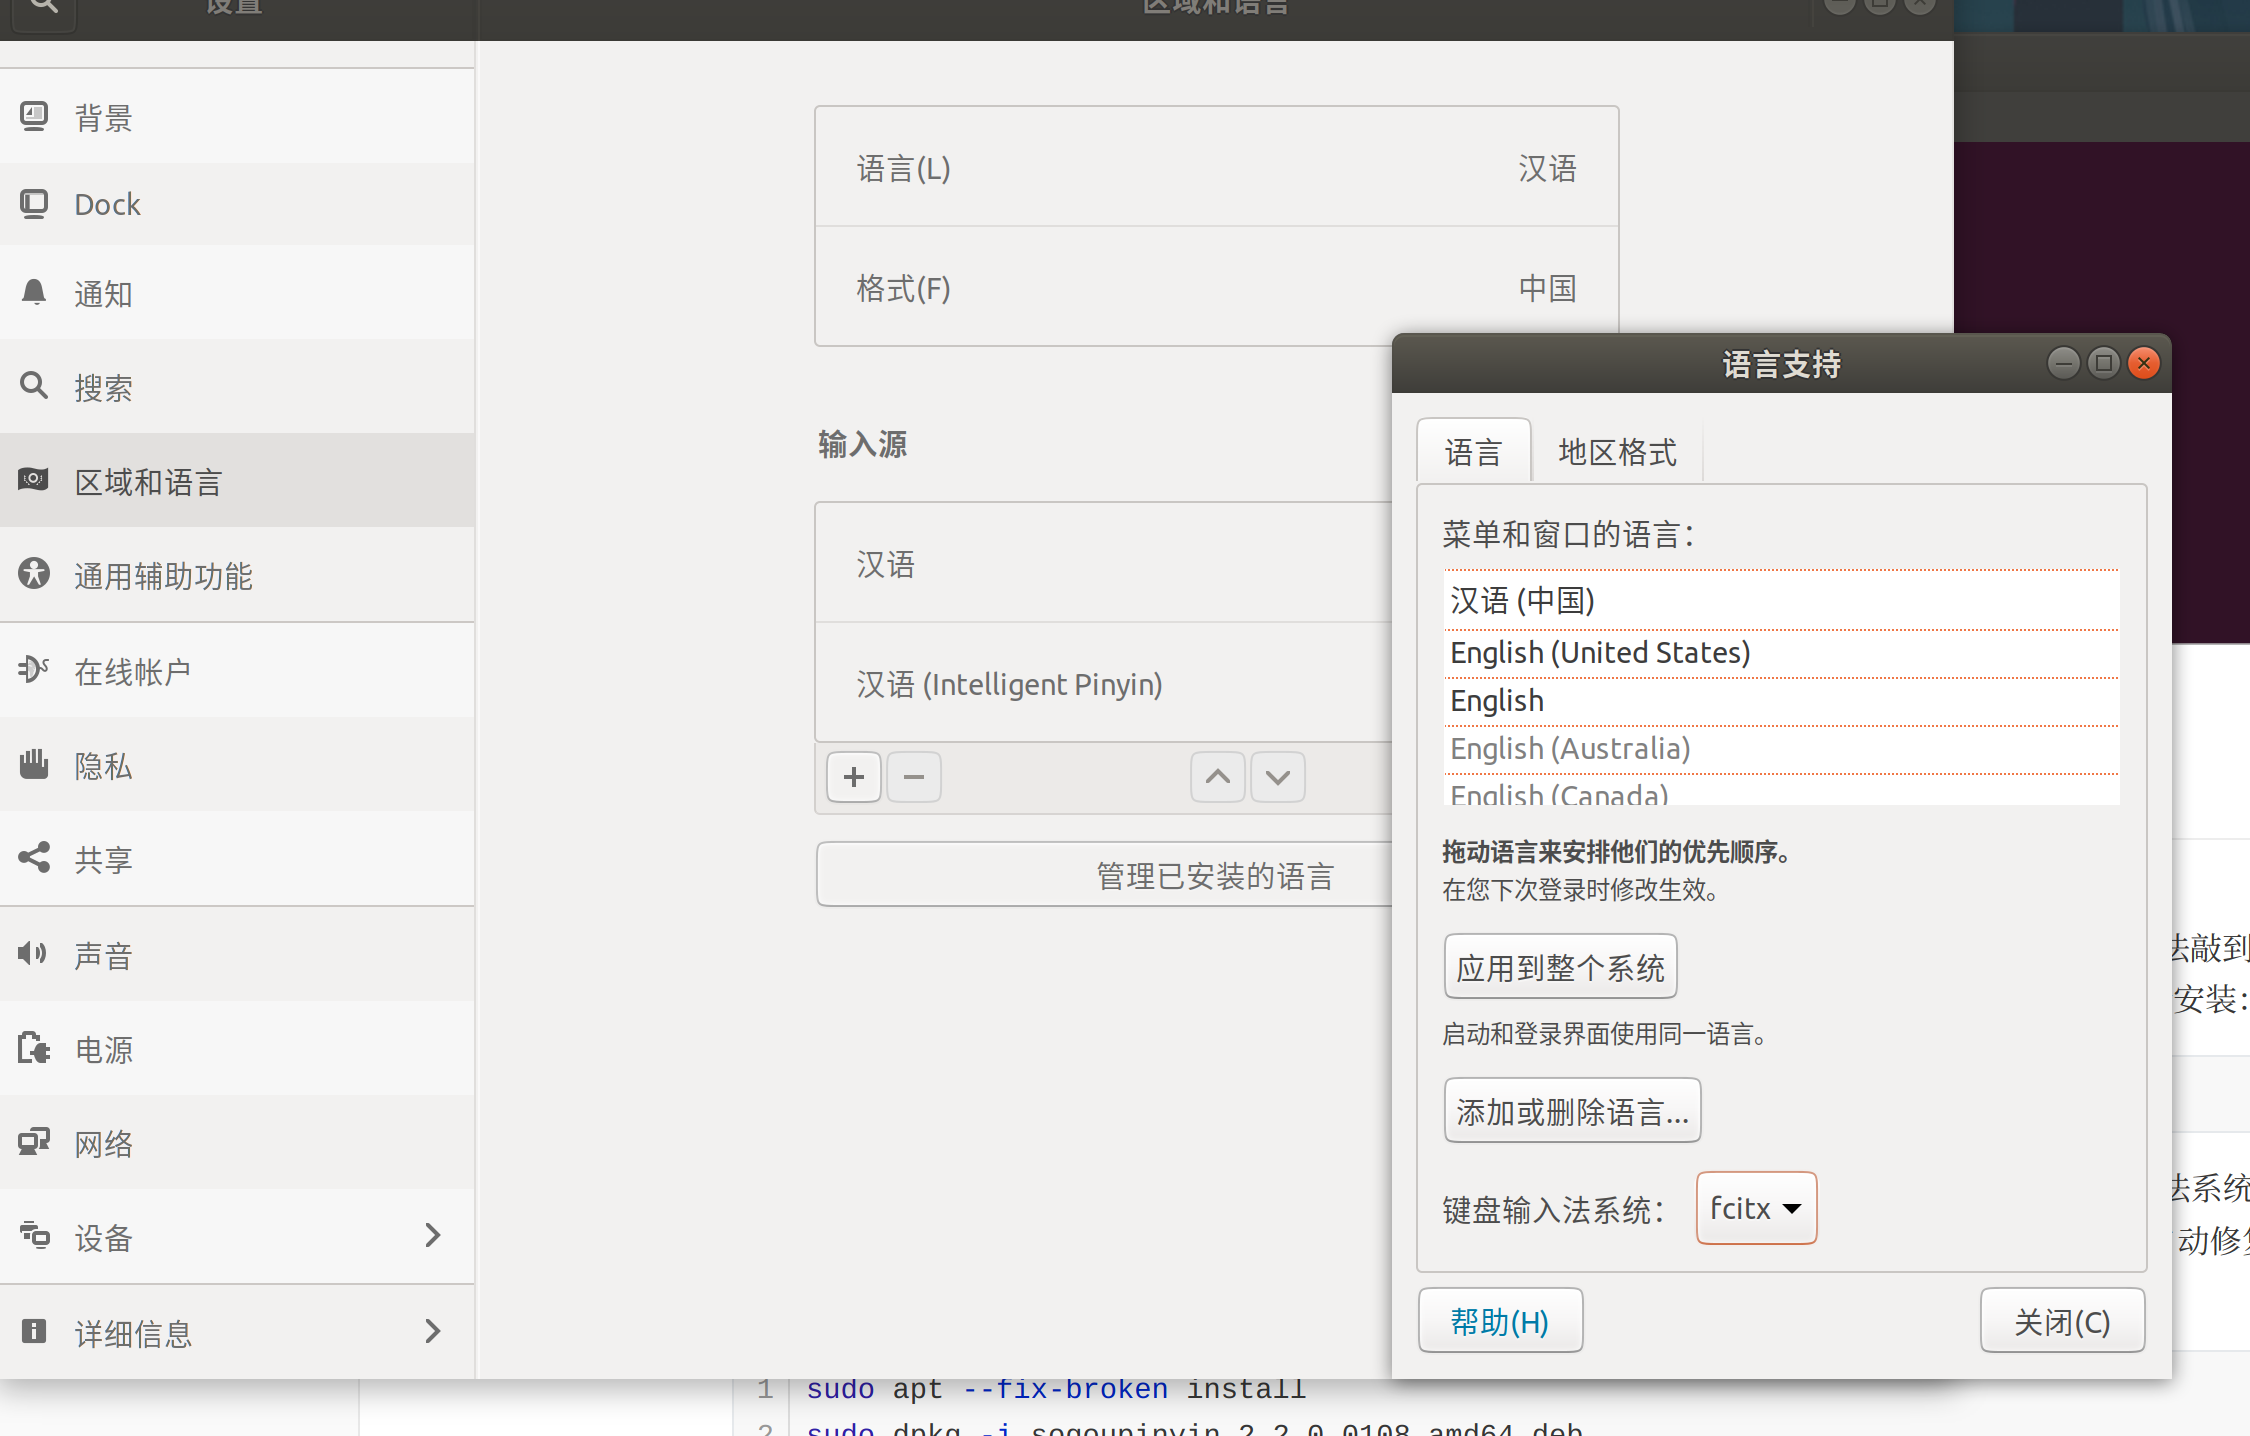 设置
区域和语言
背景
Dock
通知
搜索
区域和语言
通用辅助功能
在线帐户
隐私
共享
声音
电源
网络
设备
详细信息
语言(L) 汉语
格式(F) 中国
输入源
汉语
汉语 (Intelligent Pinyin)
管理已安装的语言
语言支持
语言 地区格式
菜单和窗口的语言：
汉语 (中国)
English (United States)
English
English (Australia)
English (Canada)
拖动语言来安排他们的优先顺序。
在您下次登录时修改生效。
应用到整个系统
启动和登录界面使用同一语言。
添加或删除语言...
键盘输入法系统： fcitx
帮助(H) 关闭(C)
法敲到
安装：
法系统
动修复
1 sudo apt --fix-broken install
2 sudo dpkg -i sogoupinyin_2.2.0.0108_amd64.deb